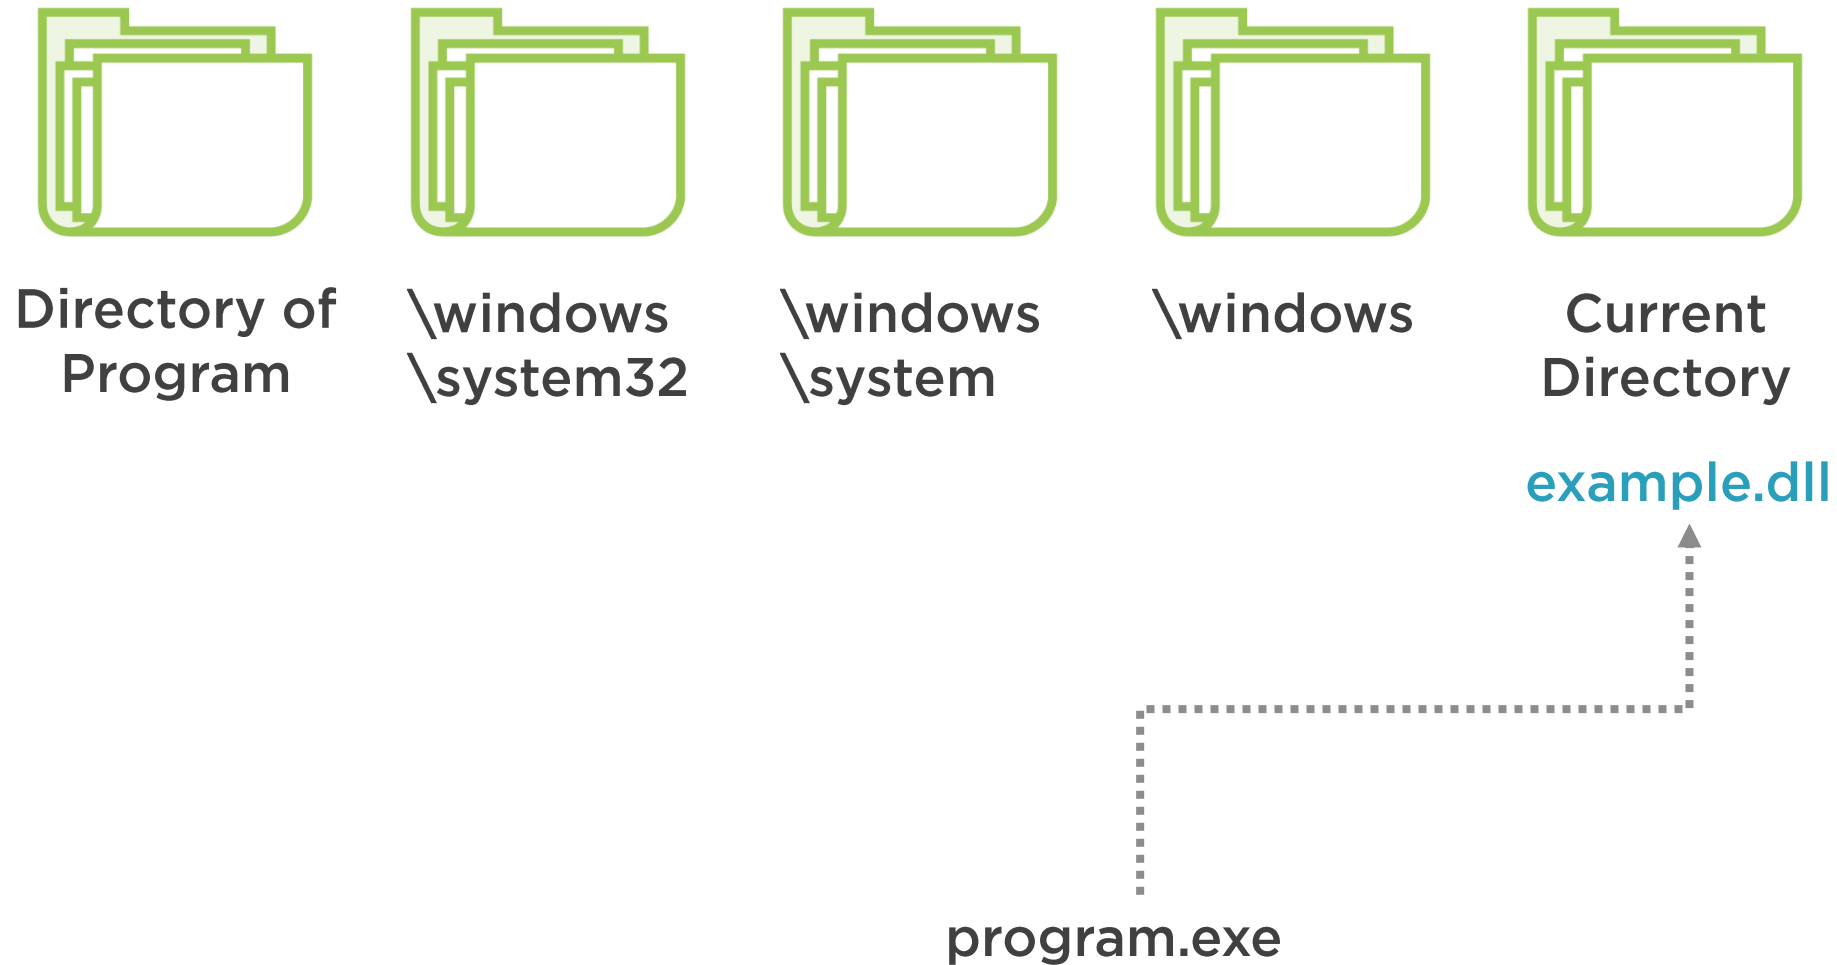 Directory of
Program
\windows
\system32
\windows
\system
\windows
Current
Directory
example.dll
program.exe